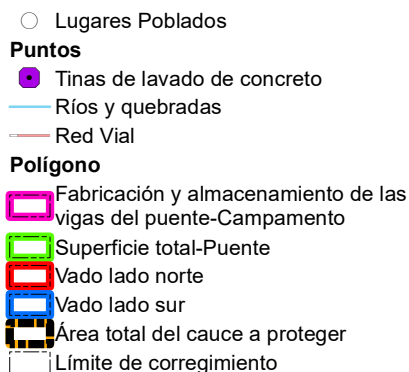 Lugares Poblados
Puntos
Tinas de lavado de concreto
Ríos y quebradas
Red Vial
Polígono
Fabricación y almacenamiento de las
vigas del puente-Campamento
Superficie total-Puente
Vado lado norte
Vado lado sur
Área total del cauce a proteger
Límite de corregimiento